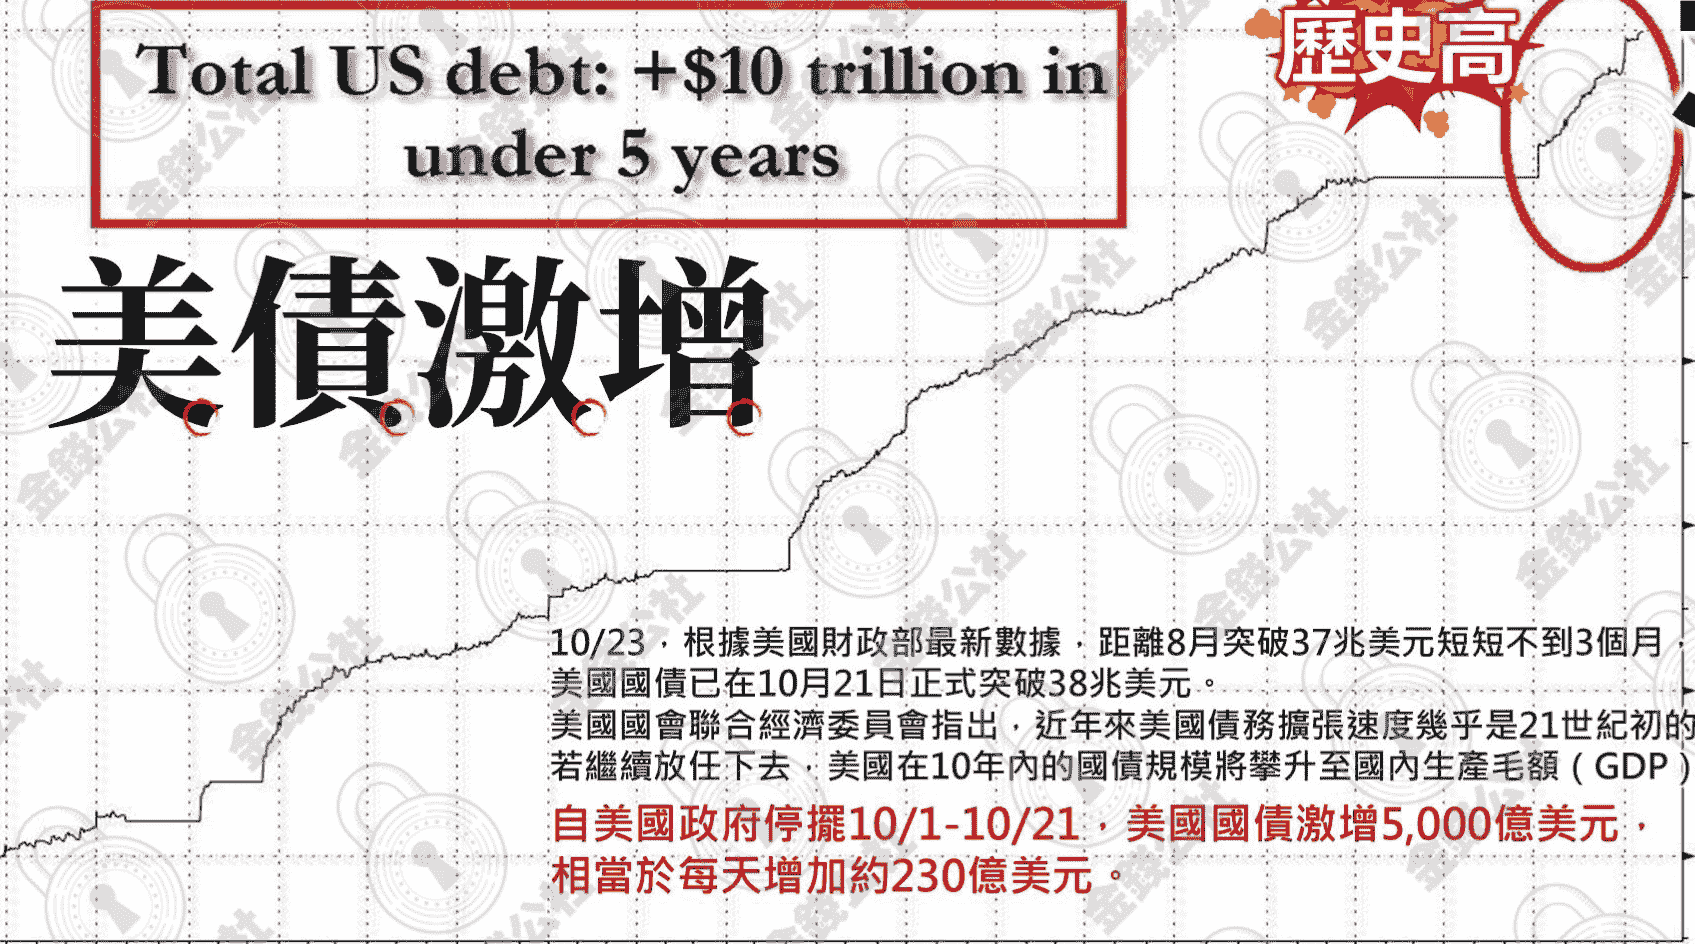 Total US debt: +$10 trillion in
under 5 years
歷史高
美債激增
10/23，根據美國財政部最新數據，距離8月突破37兆美元短短不到3個月，
美國國債已在10月21日正式突破38兆美元。
美國國會聯合經濟委員會指出，近年來美國債務擴張速度幾乎是21世紀初的
若繼續放任下去，美國在10年內的國債規模將攀升至國內生產毛額（GDP）
自美國政府停擺10/1-10/21，美國國債激增5,000億美元，
相當於每天增加約230億美元。
金錢公社